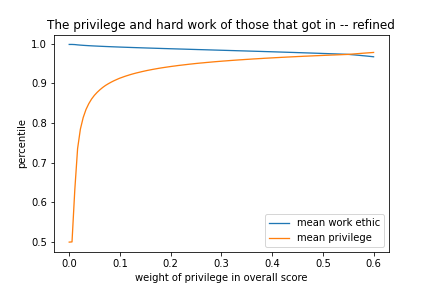 The privilege and hard work of those that got in -- refined
1.0
0.9
0.8
0.7
0.6
0.5
percentile
mean work ethic
mean privilege
0.0 0.1 0.2 0.3 0.4 0.5 0.6
weight of privilege in overall score